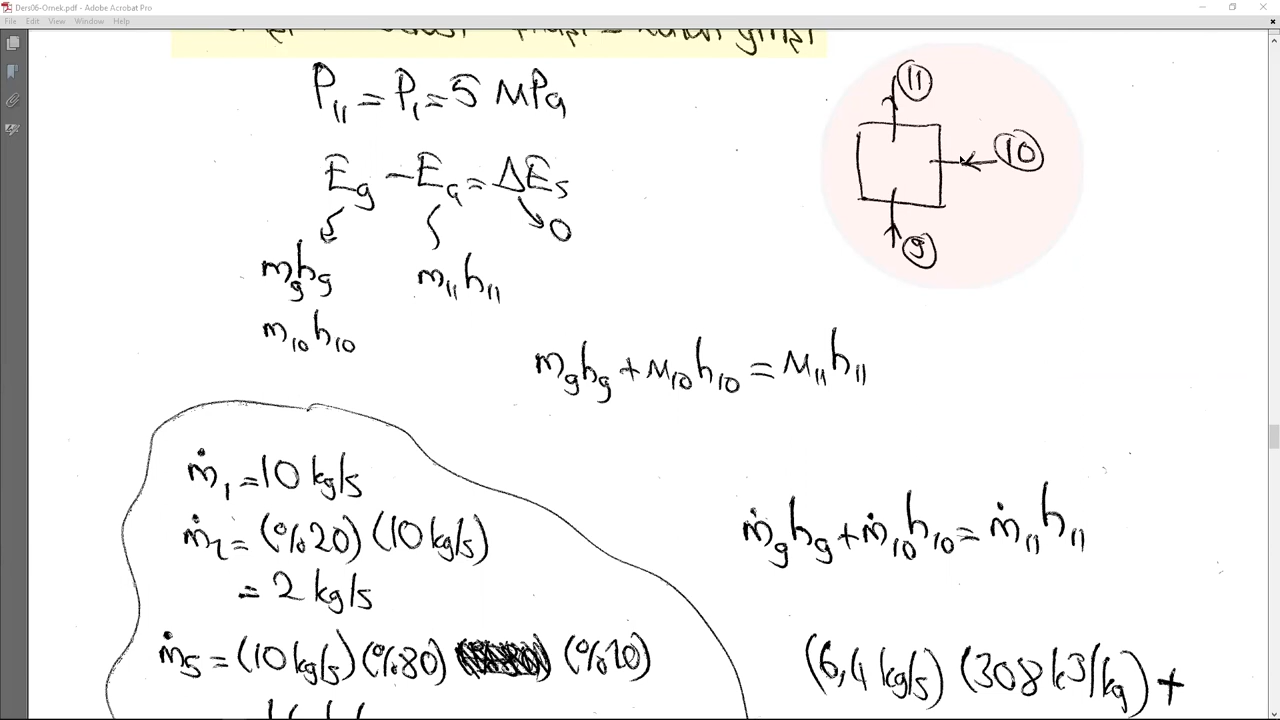 Ders06-Ornek.pdf - Adobe Acrobat Pro
File Edit View Window Help
P₁₁ = P₁ = 5 MPa
11
10
9
Eg - Eç = ΔEs
0
m₉h₉
m₁₁h₁₁
m₁₀h₁₀
m₉h₉ + m₁₀h₁₀ = m₁₁h₁₁
ṁ₁ = 10 kg/s
ṁ₂ = (%20) (10 kg/s)
= 2 kg/s
ṁ₉h₉ + ṁ₁₀h₁₀ = ṁ₁₁h₁₁
ṁ₅ = (10 kg/s) (%80) (%20)
(6,4 kg/s) (308 kJ/kg) +